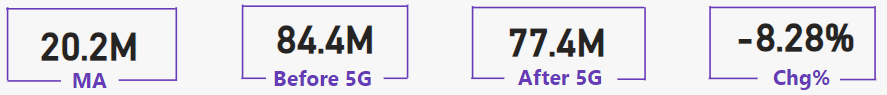 20.2M
MA
84.4M
Before 5G
77.4M
After 5G
-8.28%
Chg%